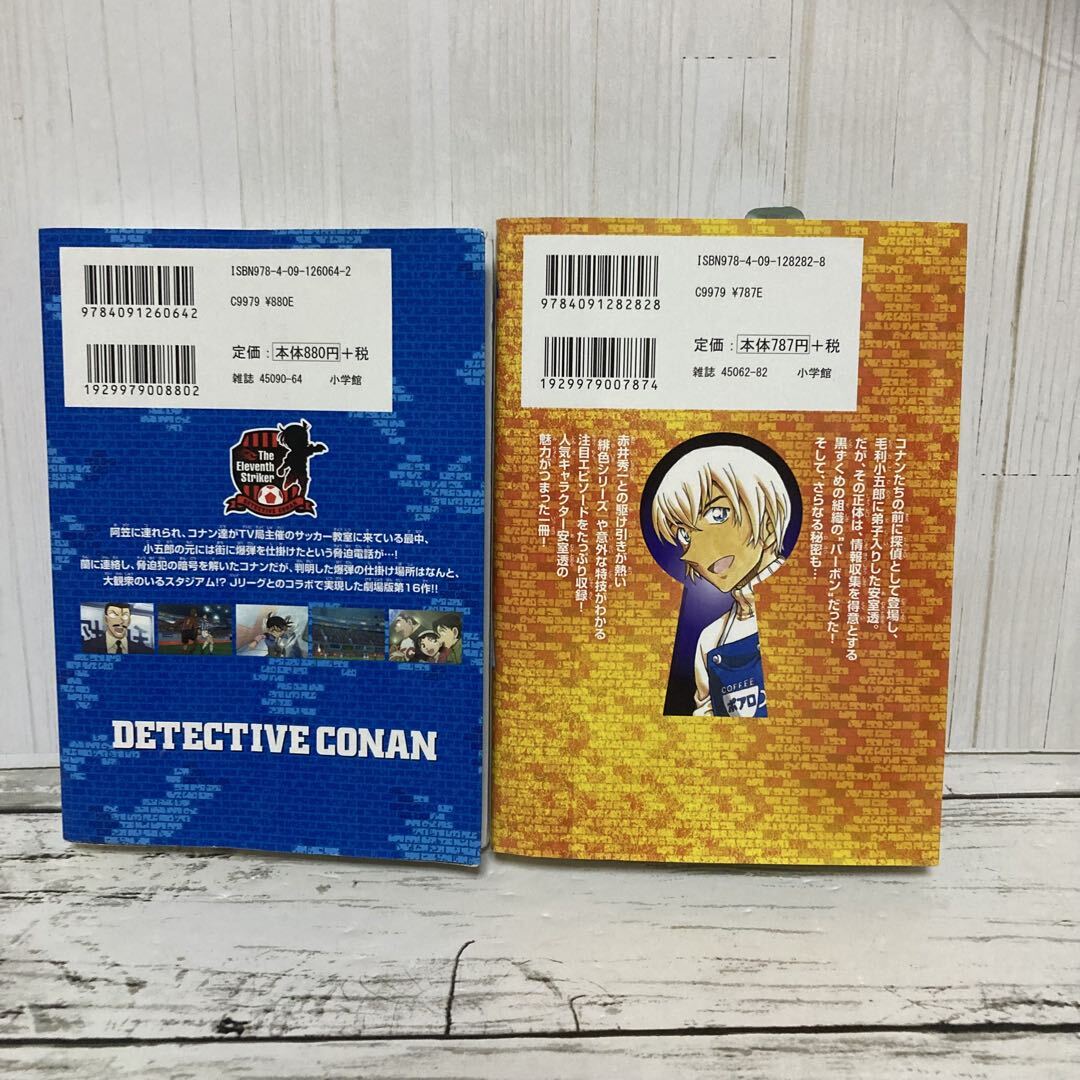 ISBN978-4-09-126064-2
C9979 ¥880E
9784091260642
定価：本体880円+税
雑誌 45090-64 小学館
1929979008802
The
Eleventh
Striker
DETECTIVE CONAN
阿笠に連れられ、コナン達がTV局主催のサッカー教室に来ている最中、
小五郎の元には街に爆弾を仕掛けたという脅迫電話が…!
蘭に連絡し、脅迫犯の暗号を解いたコナンだが、判明した爆弾の仕掛け場所はなんと、
大観衆のいるスタジアム!? Jリーグとのコラボで実現した劇場版第16作!!
DETECTIVE CONAN
ISBN978-4-09-128282-8
C9979 ¥787E
9784091282828
定価：本体787円+税
雑誌 45062-82 小学館
1929979007874
コナンたちの前に探偵として登場し、
毛利小五郎に弟子入りした安室透。
だが、その正体は、情報収集を得意とする
黒ずくめの組織の“バーボン”だった!
そして、さらなる秘密も…
赤井秀一との駆け引きが熱い
緋色シリーズや意外な特技がわかる
注目エピソードをたっぷり収録!
人気キャラクター安室透の
魅力がつまった一冊!
COFFEE
ポアロ